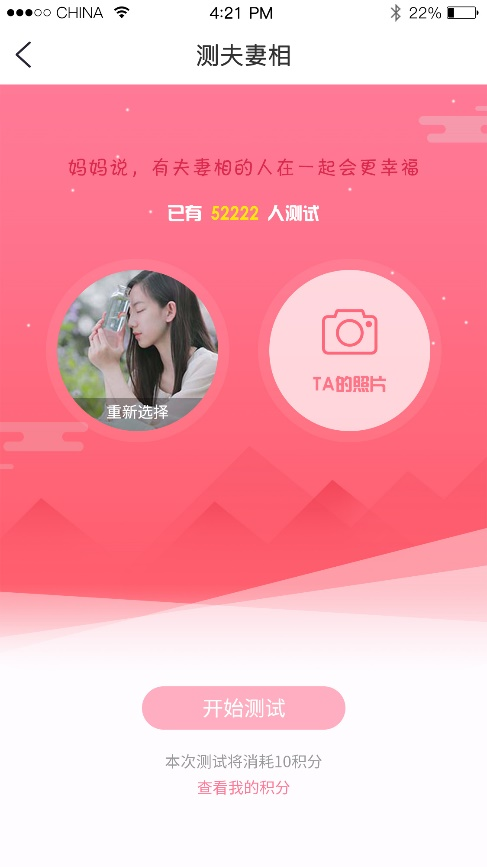 CHINA 4:21 PM 22%
测夫妻相
妈妈说，有夫妻相的人在一起会更幸福
已有 52222 人测试
重新选择
TA的照片
开始测试
本次测试将消耗10积分
查看我的积分